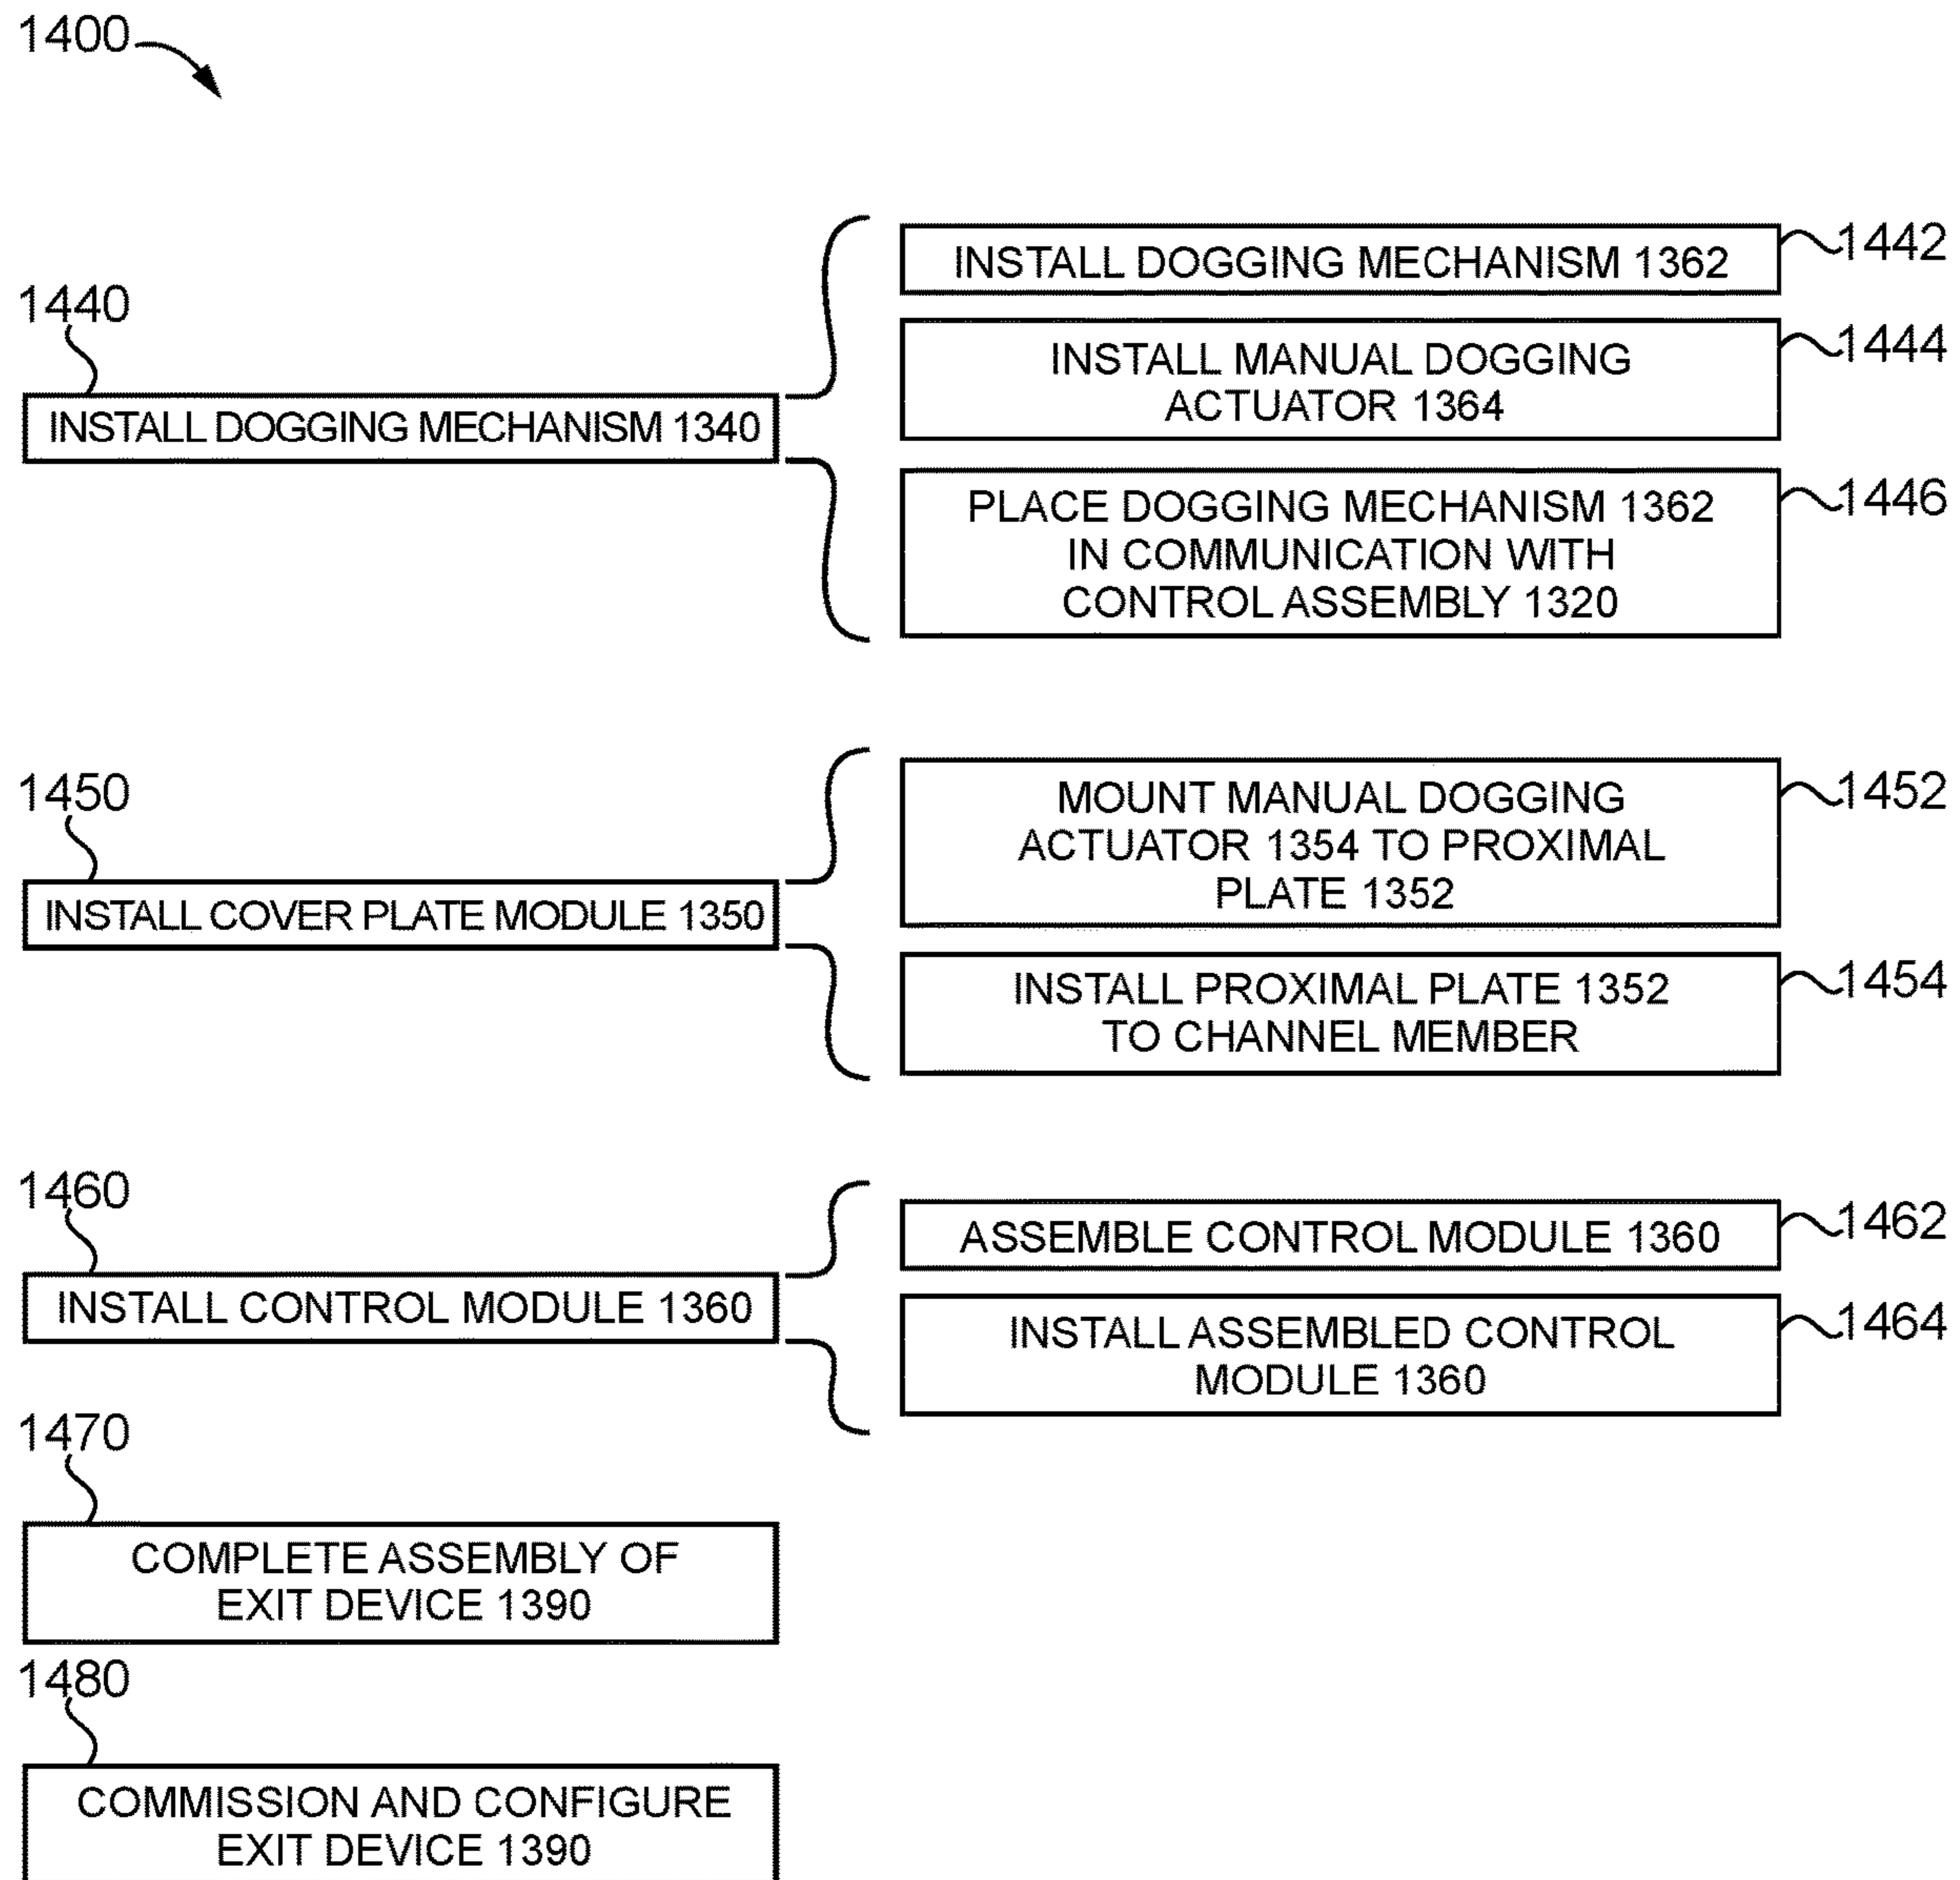 1400
1440
INSTALL DOGGING MECHANISM 1340
INSTALL DOGGING MECHANISM 1362
1442
INSTALL MANUAL DOGGING
ACTUATOR 1364
1444
PLACE DOGGING MECHANISM 1362
IN COMMUNICATION WITH
CONTROL ASSEMBLY 1320
1446
1450
INSTALL COVER PLATE MODULE 1350
MOUNT MANUAL DOGGING
ACTUATOR 1354 TO PROXIMAL
PLATE 1352
1452
INSTALL PROXIMAL PLATE 1352
TO CHANNEL MEMBER
1454
1460
INSTALL CONTROL MODULE 1360
ASSEMBLE CONTROL MODULE 1360
1462
INSTALL ASSEMBLED CONTROL
MODULE 1360
1464
1470
COMPLETE ASSEMBLY OF
EXIT DEVICE 1390
1480
COMMISSION AND CONFIGURE
EXIT DEVICE 1390